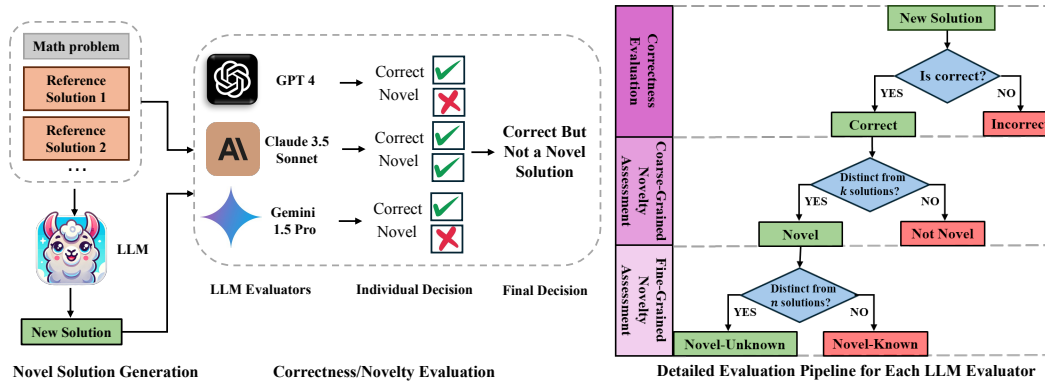 Math problem
Reference
Solution 1
Reference
Solution 2
...
LLM
New Solution
Novel Solution Generation
GPT 4
Correct
Novel
Claude 3.5
Sonnet
Correct
Novel
Gemini
1.5 Pro
Correct
Novel
Correct But
Not a Novel
Solution
LLM Evaluators
Individual Decision
Final Decision
Correctness/Novelty Evaluation
Correctness
Evaluation
New Solution
Is correct?
YES
NO
Correct
Incorrect
Coarse-Grained
Novelty
Assessment
Distinct from
k solutions?
YES
NO
Novel
Not Novel
Fine-Grained
Novelty
Assessment
Distinct from
n solutions?
YES
NO
Novel-Unknown
Novel-Known
Detailed Evaluation Pipeline for Each LLM Evaluator